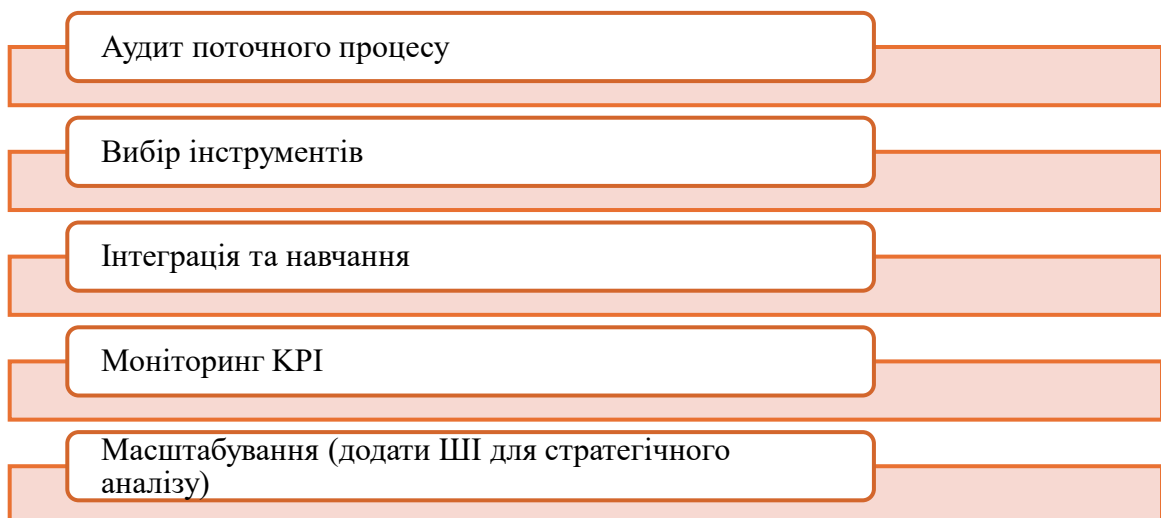 Аудит поточного процесу
Вибір інструментів
Інтеграція та навчання
Моніторинг KPI
Масштабування (додати ШІ для стратегічного
аналізу)